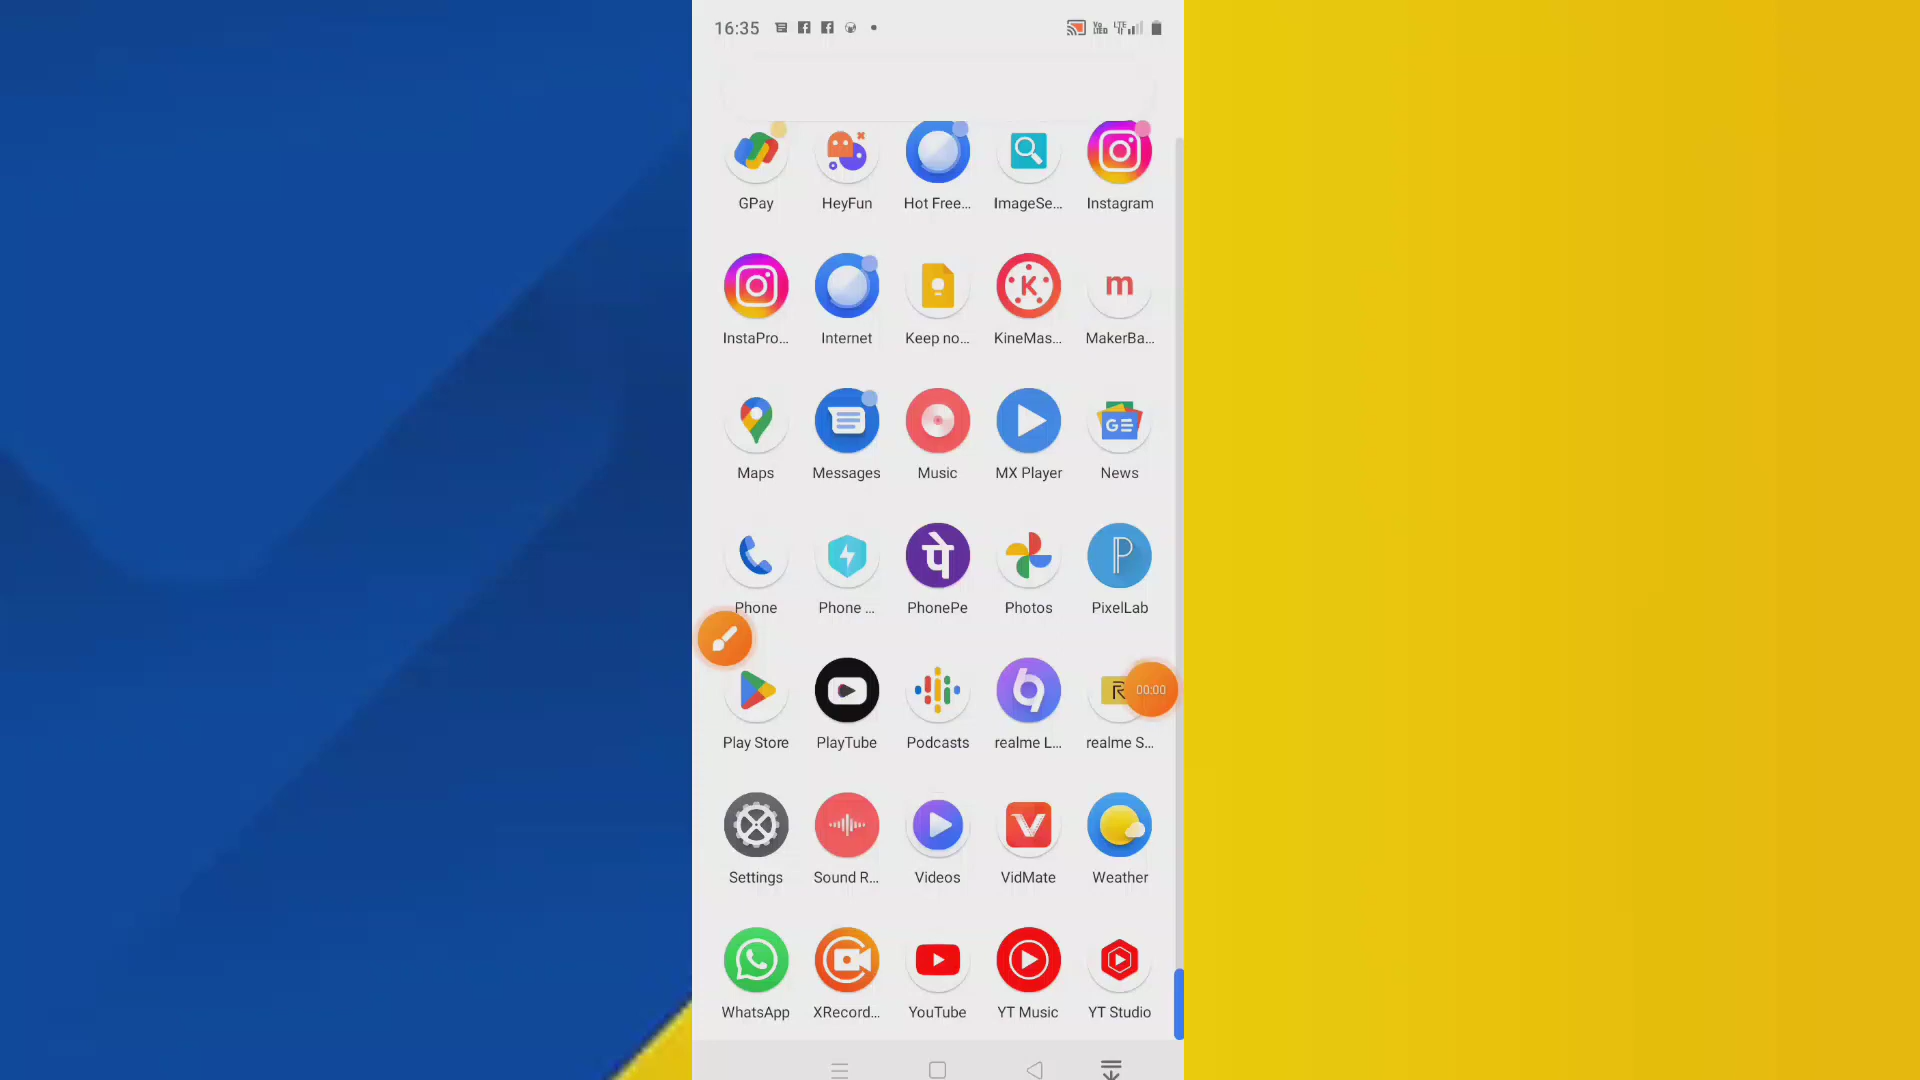 16:35
GPay HeyFun Hot Free... ImageSe... Instagram
InstaPro... Internet Keep no... KineMas... MakerBa...
Maps Messages Music MX Player News
Phone Phone ... PhonePe Photos PixelLab
00:00
Play Store PlayTube Podcasts realme L... realme S...
Settings Sound R... Videos VidMate Weather
WhatsApp XRecord... YouTube YT Music YT Studio